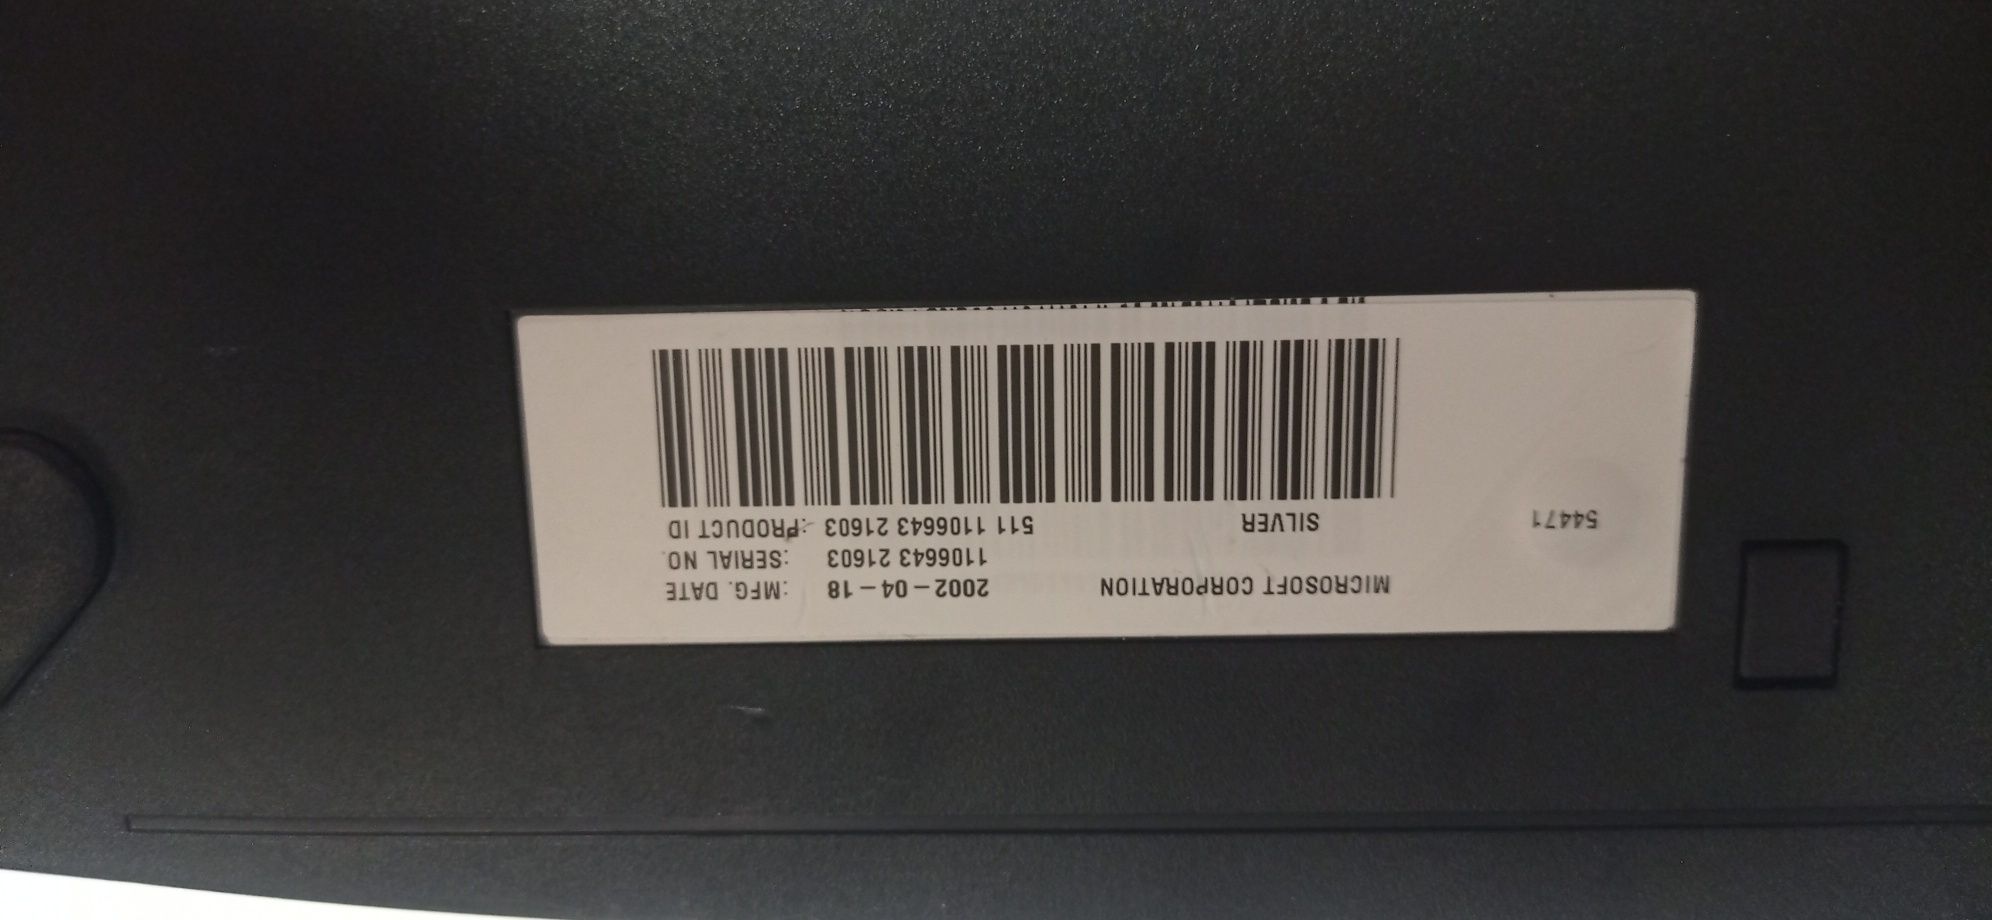 MICROSOFT CORPORATION 2002-04-18 :MFG. DATE
1106643 21603 :SERIAL NO.
54471 SILVER 511 1106643 21603 :PRODUCT ID